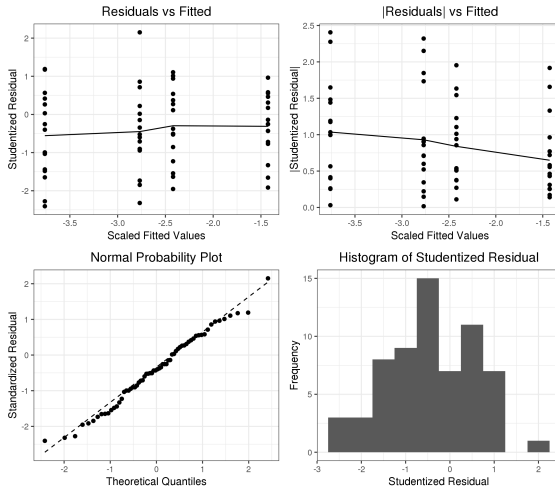 Residuals vs Fitted
Studentized Residual
2
1
0
-1
-2
-3.5 -3.0 -2.5 -2.0 -1.5
Scaled Fitted Values
|Residuals| vs Fitted
|Studentized Residual|
2.5
2.0
1.5
1.0
0.5
0.0
-3.5 -3.0 -2.5 -2.0 -1.5
Scaled Fitted Values
Normal Probability Plot
Standardized Residual
2
1
0
-1
-2
-2 -1 0 1 2
Theoretical Quantiles
Histogram of Studentized Residual
Frequency
15
10
5
0
-3 -2 -1 0 1 2
Studentized Residual